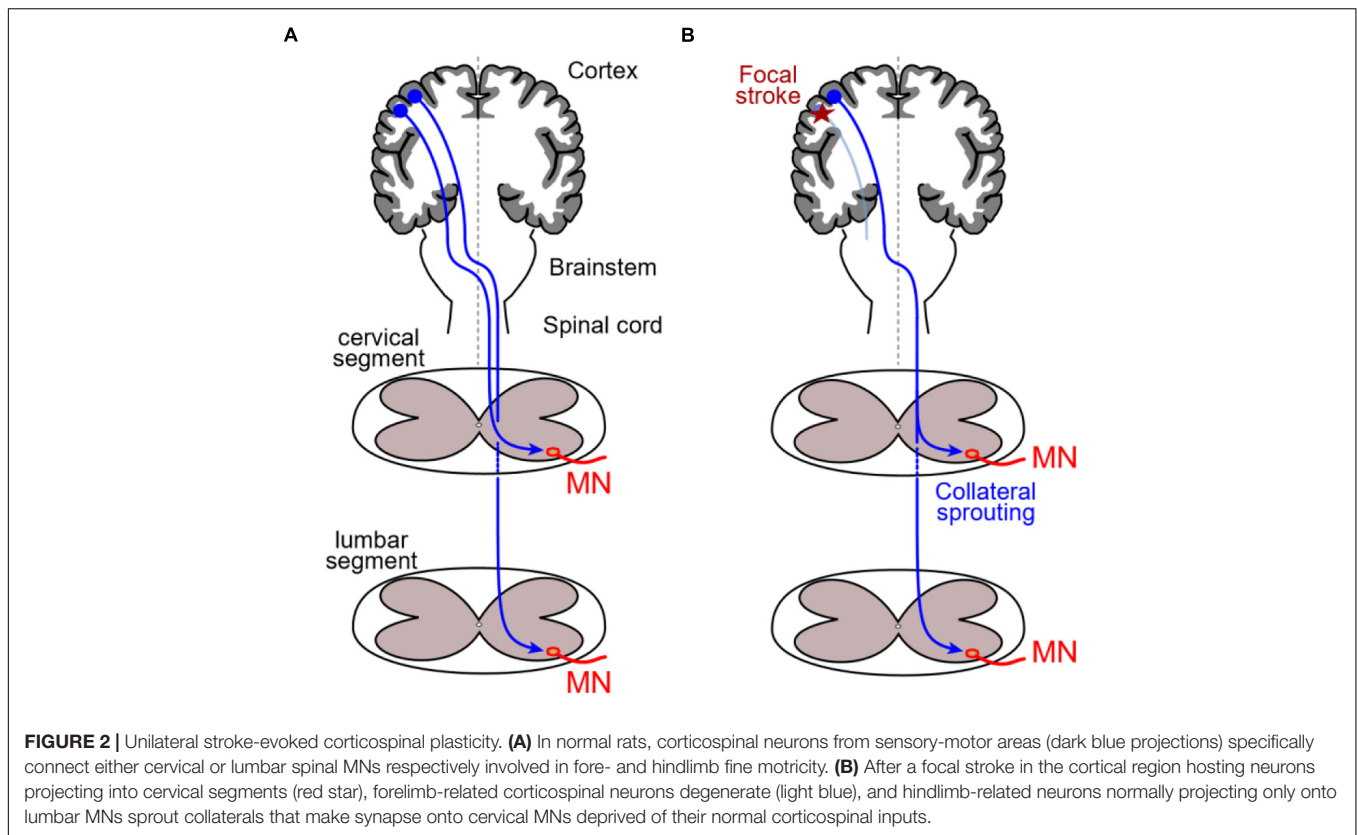 A
B
Cortex
Focal
stroke
Brainstem
Spinal cord
cervical
segment
MN
MN
Collateral
sprouting
lumbar
segment
MN
MN
FIGURE 2 | Unilateral stroke-evoked corticospinal plasticity. (A) In normal rats, corticospinal neurons from sensory-motor areas (dark blue projections) specifically
connect either cervical or lumbar spinal MNs respectively involved in fore- and hindlimb fine motricity. (B) After a focal stroke in the cortical region hosting neurons
projecting into cervical segments (red star), forelimb-related corticospinal neurons degenerate (light blue), and hindlimb-related neurons normally projecting only onto
lumbar MNs sprout collaterals that make synapse onto cervical MNs deprived of their normal corticospinal inputs.